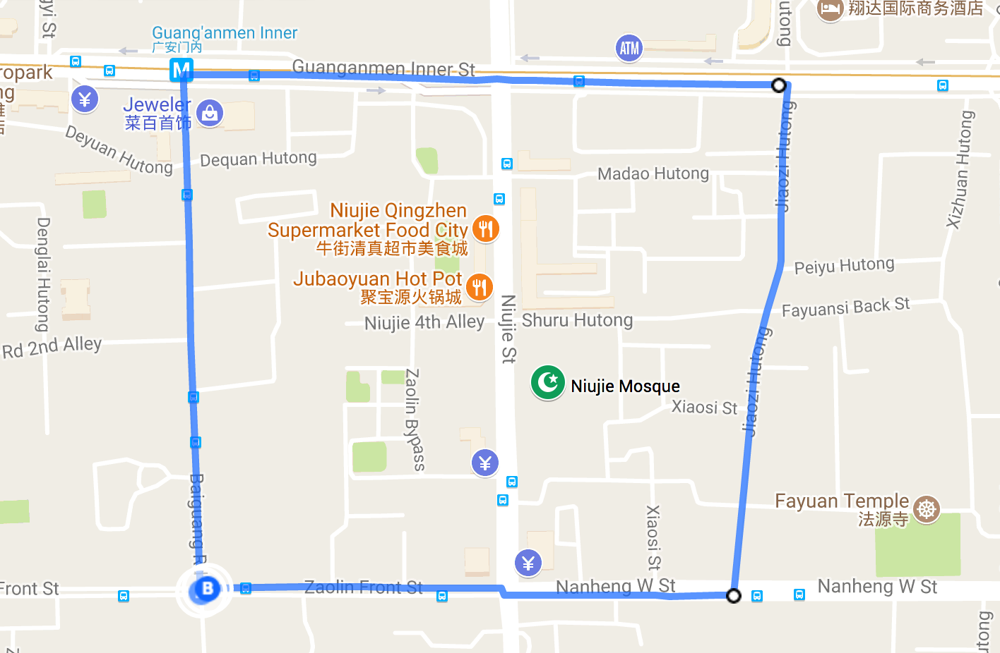 gyi St
utong
翔达国际商务酒店
Guang'anmen Inner
广安门内
ATM
M
ropark
ng
Guanganmen Inner St
¥
Jeweler
菜百首饰
Deyuan Hutong
Dequan Hutong
Madao Hutong
Jiaozi Hutong
Xizhuan Hutong
Niujie Qingzhen
Supermarket Food City
牛街清真超市美食城
Denglai Hutong
Jubaoyuan Hot Pot
聚宝源火锅城
Peiyu Hutong
Fayuansi Back St
Niujie 4th Alley
Niujie St
Shuru Hutong
Rd 2nd Alley
Jiaozi Hutong
Niujie Mosque
Zaolin Bypass
Xiaosi St
¥
Baiguang R
Fayuan Temple
法源寺
Xiaosi St
¥
Front St
B
Zaolin Front St
Nanheng W St
Nanheng W St
utong